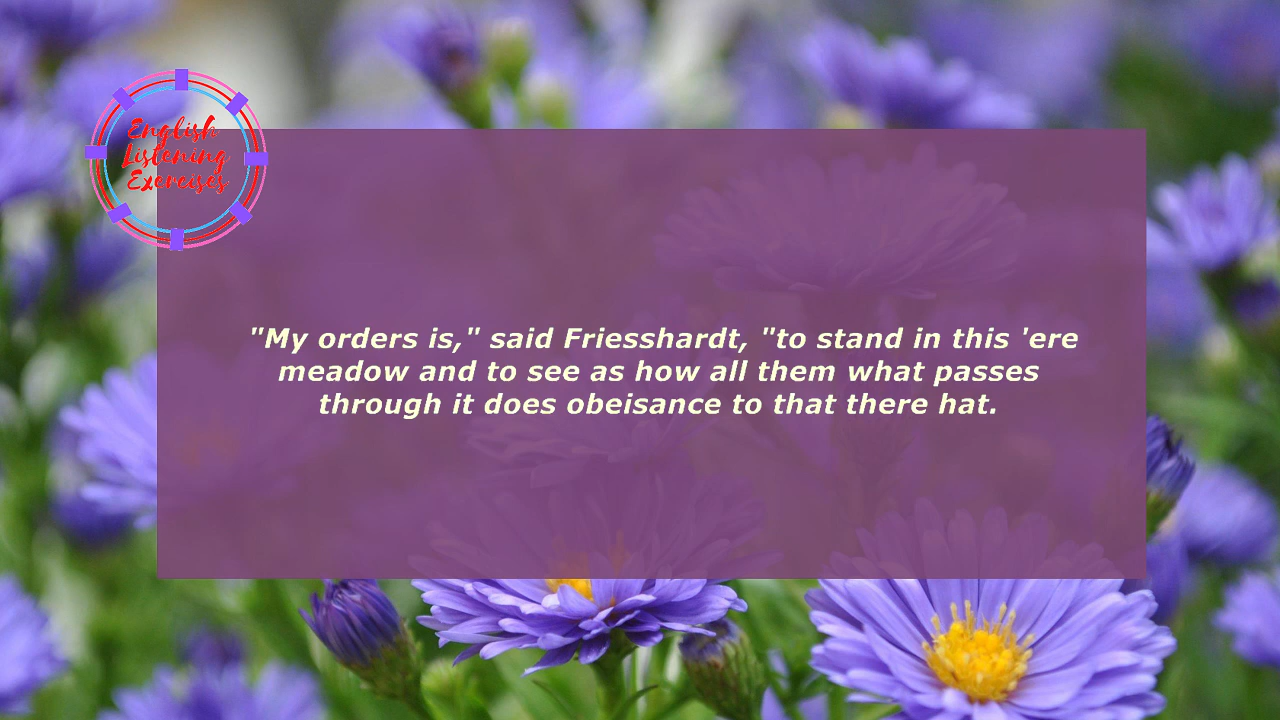 English
Listening
Exercises
"My orders is," said Friesshardt, "to stand in this 'ere
meadow and to see as how all them what passes
through it does obeisance to that there hat.